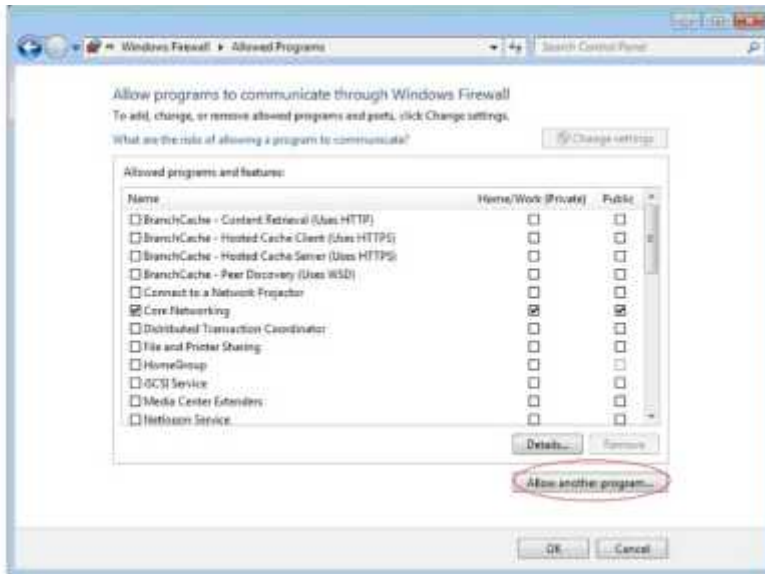 Windows Firewall ▸ Allowed Programs
Search Control Panel
Allow programs to communicate through Windows Firewall
To add, change, or remove allowed programs and ports, click Change settings.
What are the risks of allowing a program to communicate?
Change settings
Allowed programs and features:
Name Home/Work (Private) Public
BranchCache - Content Retrieval (Uses HTTP)
BranchCache - Hosted Cache Client (Uses HTTPS)
BranchCache - Hosted Cache Server (Uses HTTPS)
BranchCache - Peer Discovery (Uses WSD)
Connect to a Network Projector
Core Networking
Distributed Transaction Coordinator
File and Printer Sharing
HomeGroup
iSCSI Service
Media Center Extenders
Netlogon Service
Details... Remove
Allow another program...
OK Cancel